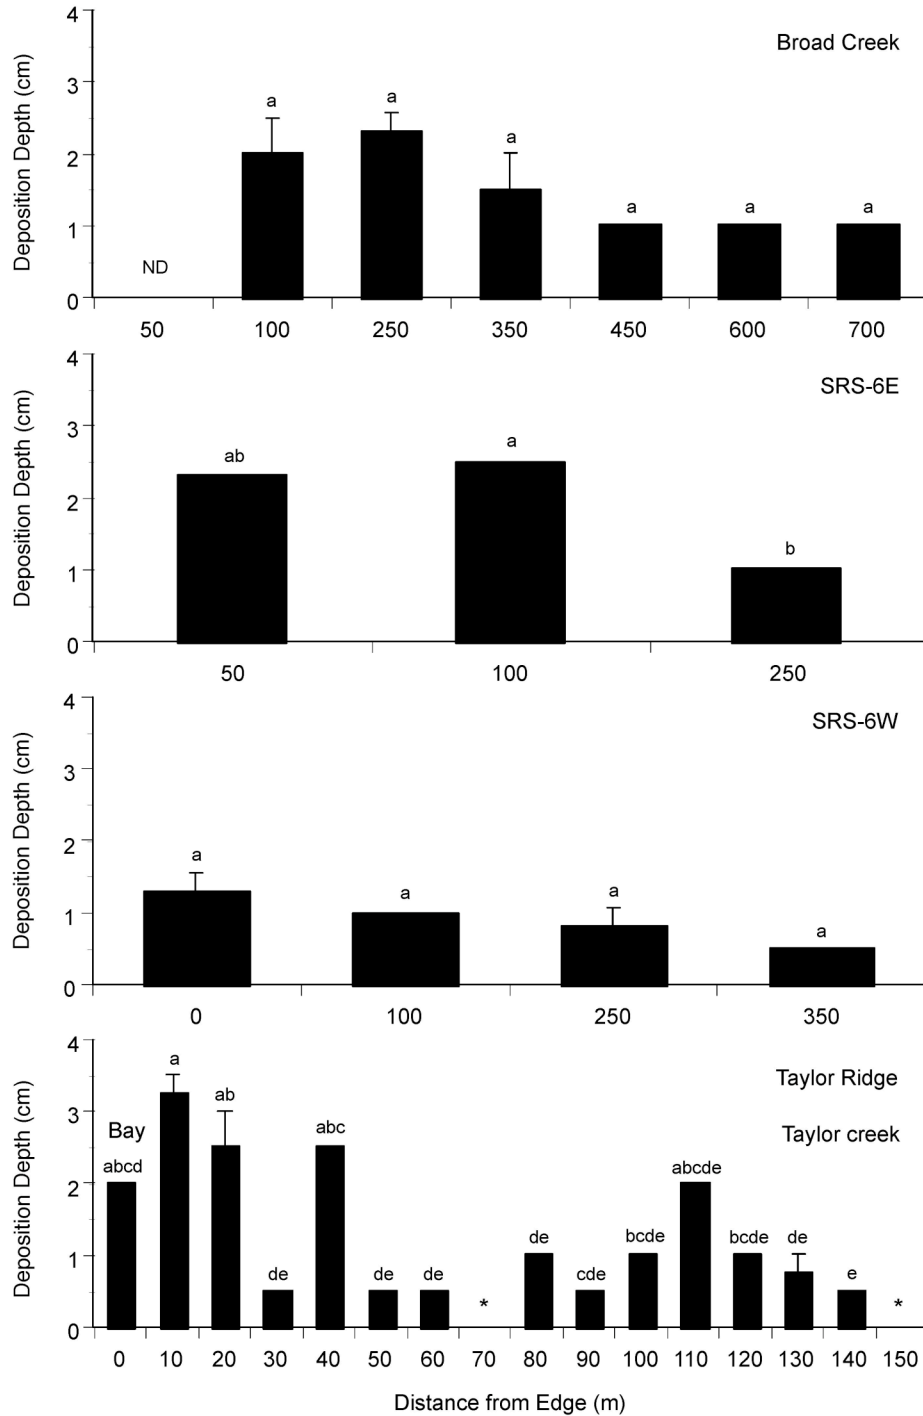 4
Broad Creek
3
2
1
0
Deposition Depth (cm)
a
a
a
a
a
a
ND
50 100 250 350 450 600 700
4
SRS-6E
3
2
1
0
Deposition Depth (cm)
ab
a
b
50 100 250
4
SRS-6W
3
2
1
0
Deposition Depth (cm)
a
a
a
a
0 100 250 350
4
3
2
1
0
Deposition Depth (cm)
Taylor Ridge
Taylor creek
Bay
abcd
a
ab
de
abc
de
de
*
de
cde
bcde
abcde
bcde
de
e
*
0 10 20 30 40 50 60 70 80 90 100 110 120 130 140 150
Distance from Edge (m)